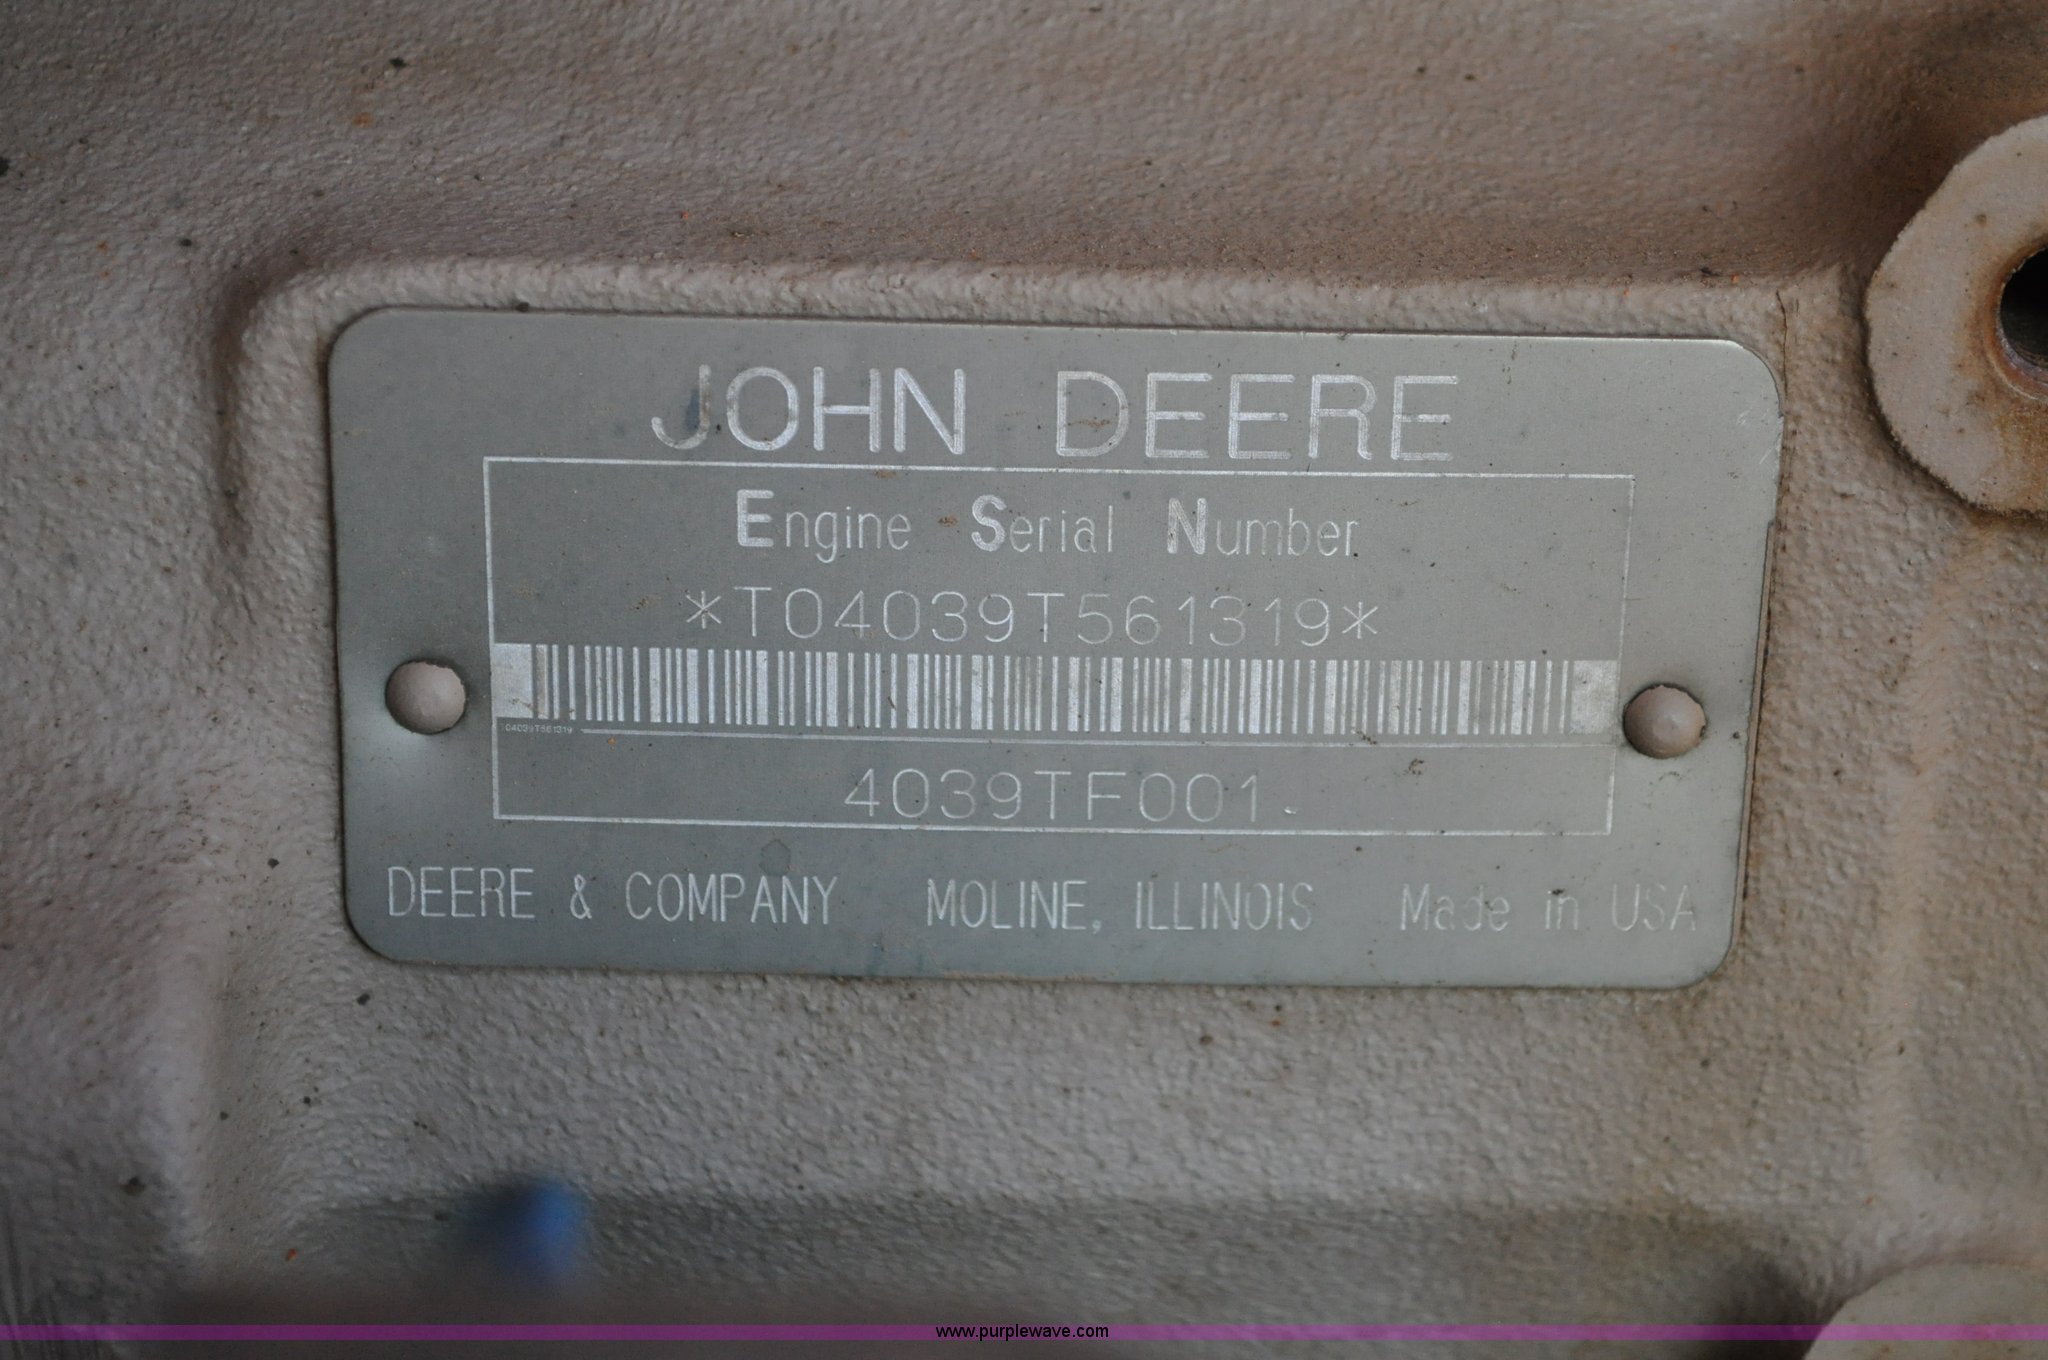 JOHN DEERE
Engine Serial Number
*T04039T561319*
T04039T561319
4039TF001
DEERE & COMPANY MOLINE, ILLINOIS Made in USA
www.purplewave.com